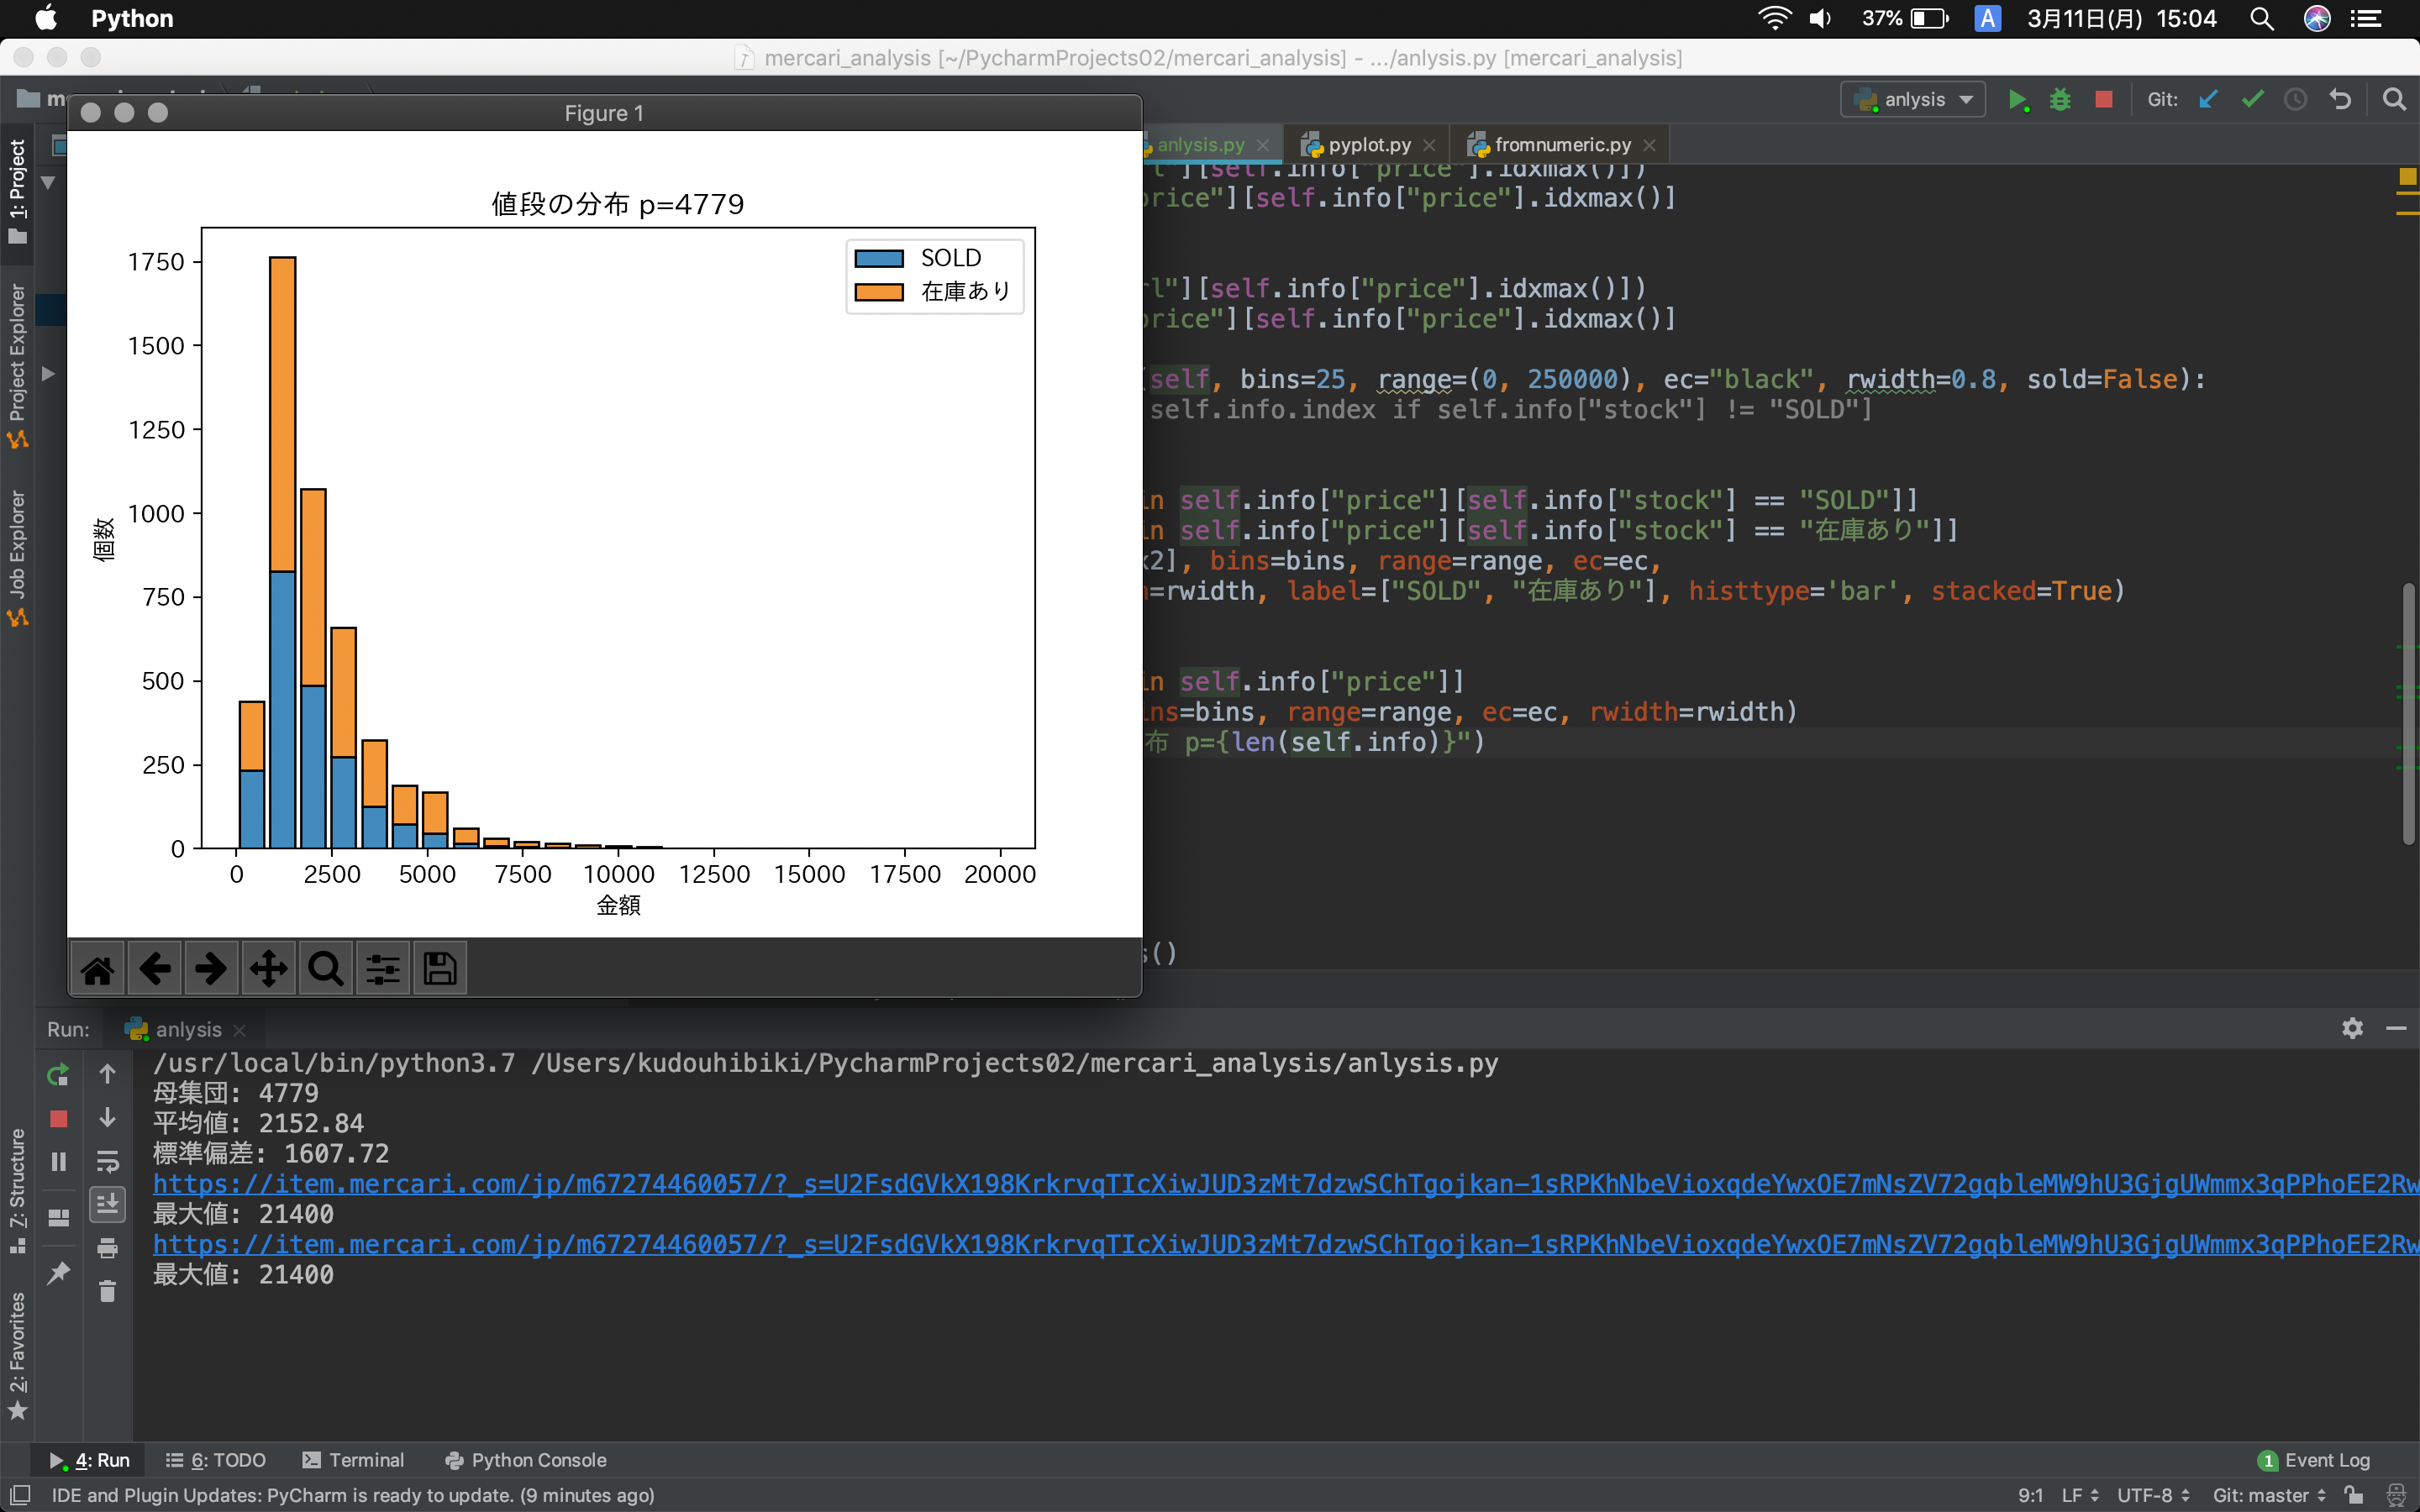 Python
37%
A
3月11日(月) 15:04
mercari_analysis [~/PycharmProjects02/mercari_analysis] - .../anlysis.py [mercari_analysis]
anlysis
Git:
Figure 1
anlysis.py
pyplot.py
fromnumeric.py
1: Project
Project Explorer
Job Explorer
7: Structure
2: Favorites
値段の分布 p=4779
SOLD
在庫あり
1750
1500
1250
1000
750
500
250
0
個数
0 2500 5000 7500 10000 12500 15000 17500 20000
金額
"][self.info["price"].idxmax()])
rice"][self.info["price"].idxmax()]
l"][self.info["price"].idxmax()])
rice"][self.info["price"].idxmax()]
self, bins=25, range=(0, 250000), ec="black", rwidth=0.8, sold=False):
self.info.index if self.info["stock"] != "SOLD"]
in self.info["price"][self.info["stock"] == "SOLD"]]
in self.info["price"][self.info["stock"] == "在庫あり"]]
x2], bins=bins, range=range, ec=ec,
=rwidth, label=["SOLD", "在庫あり"], histtype='bar', stacked=True)
in self.info["price"]]
ins=bins, range=range, ec=ec, rwidth=rwidth)
布 p={len(self.info)}")
s()
Run:
anlysis
/usr/local/bin/python3.7 /Users/kudouhibiki/PycharmProjects02/mercari_analysis/anlysis.py
母集団: 4779
平均値: 2152.84
標準偏差: 1607.72
https://item.mercari.com/jp/m67274460057/?_s=U2FsdGVkX198KrkrvqTIcXiwJUD3zMt7dzwSChTgojkan-1sRPKhNbeVioxqdeYwxOE7mNsZV72gqbleMW9hU3GjgUWmmx3qPPhoEE2Rw
最大値: 21400
https://item.mercari.com/jp/m67274460057/?_s=U2FsdGVkX198KrkrvqTIcXiwJUD3zMt7dzwSChTgojkan-1sRPKhNbeVioxqdeYwxOE7mNsZV72gqbleMW9hU3GjgUWmmx3qPPhoEE2Rw
最大値: 21400
4: Run
6: TODO
Terminal
Python Console
1 Event Log
IDE and Plugin Updates: PyCharm is ready to update. (9 minutes ago)
9:1 LF UTF-8 Git: master